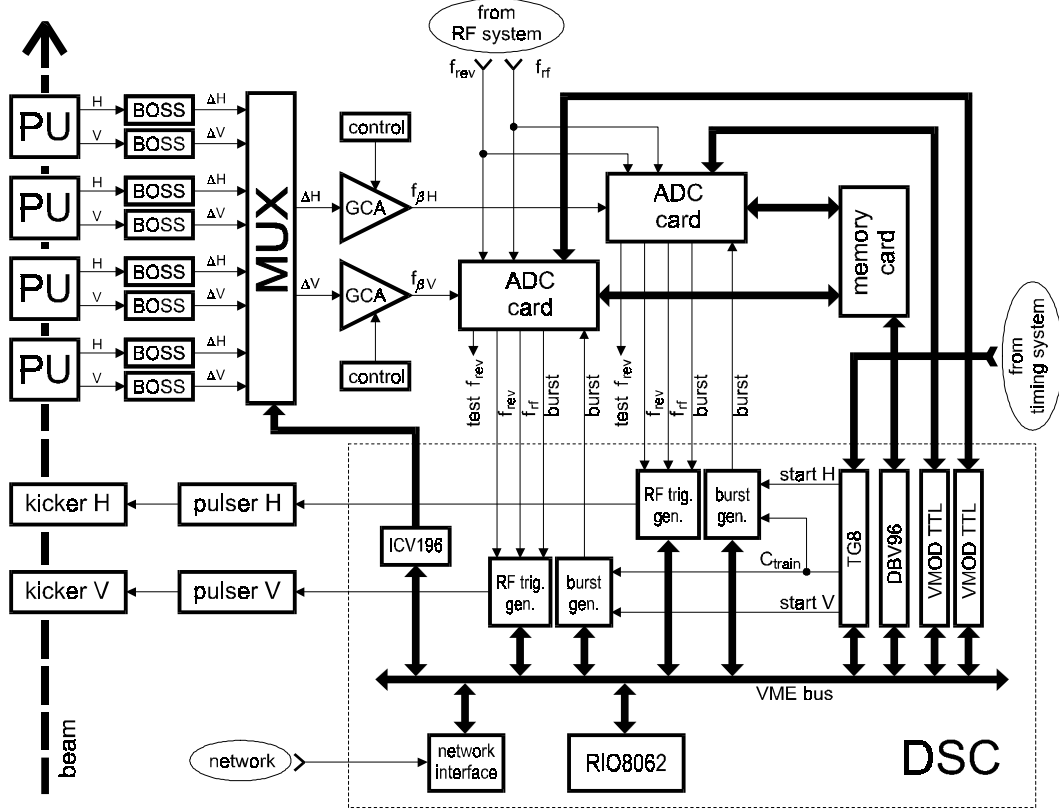 from
RF system
f_rev
f_rf
PU
H
BOSS
ΔH
V
BOSS
ΔV
PU
H
BOSS
ΔH
V
BOSS
ΔV
PU
H
BOSS
ΔH
V
BOSS
ΔV
PU
H
BOSS
ΔH
V
BOSS
ΔV
MUX
ΔH
ΔV
control
GCA
f_βH
GCA
f_βV
control
ADC
card
ADC
card
memory
card
from
timing system
test f_rev
f_rev
f_rf
burst
burst
test f_rev
f_rev
f_rf
burst
burst
kicker H
pulser H
kicker V
pulser V
ICV196
RF trig.
gen.
burst
gen.
RF trig.
gen.
burst
gen.
start H
C_train
start V
TG8
DBV96
VMOD TTL
VMOD TTL
VME bus
beam
network
network
interface
RIO8062
DSC